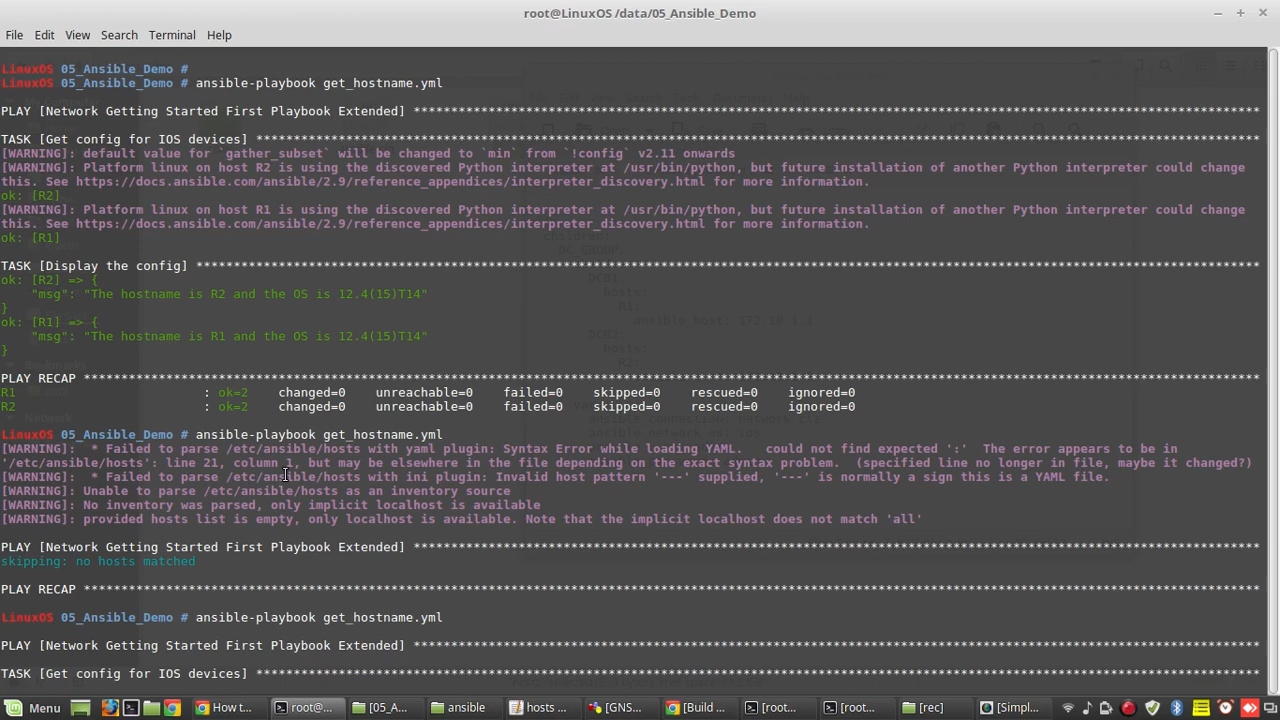 root@LinuxOS /data/05_Ansible_Demo
File Edit View Search Terminal Help
LinuxOS 05_Ansible_Demo #
LinuxOS 05_Ansible_Demo # ansible-playbook get_hostname.yml
PLAY [Network Getting Started First Playbook Extended] *****************************************************************************************************************
TASK [Get config for IOS devices] **************************************************************************************************************************************
[WARNING]: default value for `gather_subset` will be changed to `min` from `!config` v2.11 onwards
[WARNING]: Platform linux on host R2 is using the discovered Python interpreter at /usr/bin/python, but future installation of another Python interpreter could change
this. See https://docs.ansible.com/ansible/2.9/reference_appendices/interpreter_discovery.html for more information.
ok: [R2]
[WARNING]: Platform linux on host R1 is using the discovered Python interpreter at /usr/bin/python, but future installation of another Python interpreter could change
this. See https://docs.ansible.com/ansible/2.9/reference_appendices/interpreter_discovery.html for more information.
ok: [R1]
TASK [Display the config] **********************************************************************************************************************************************
ok: [R2] => {
"msg": "The hostname is R2 and the OS is 12.4(15)T14"
}
ok: [R1] => {
"msg": "The hostname is R1 and the OS is 12.4(15)T14"
}
PLAY RECAP *************************************************************************************************************************************************************
R1 : ok=2 changed=0 unreachable=0 failed=0 skipped=0 rescued=0 ignored=0
R2 : ok=2 changed=0 unreachable=0 failed=0 skipped=0 rescued=0 ignored=0
LinuxOS 05_Ansible_Demo # ansible-playbook get_hostname.yml
[WARNING]: * Failed to parse /etc/ansible/hosts with yaml plugin: Syntax Error while loading YAML. could not find expected ':' The error appears to be in
'/etc/ansible/hosts': line 21, column 1, but may be elsewhere in the file depending on the exact syntax problem. (specified line no longer in file, maybe it changed?)
[WARNING]: * Failed to parse /etc/ansible/hosts with ini plugin: Invalid host pattern '---' supplied, '---' is normally a sign this is a YAML file.
[WARNING]: Unable to parse /etc/ansible/hosts as an inventory source
[WARNING]: No inventory was parsed, only implicit localhost is available
[WARNING]: provided hosts list is empty, only localhost is available. Note that the implicit localhost does not match 'all'
PLAY [Network Getting Started First Playbook Extended] *****************************************************************************************************************
skipping: no hosts matched
PLAY RECAP *************************************************************************************************************************************************************
LinuxOS 05_Ansible_Demo # ansible-playbook get_hostname.yml
PLAY [Network Getting Started First Playbook Extended] *****************************************************************************************************************
TASK [Get config for IOS devices] **************************************************************************************************************************************
Menu How t... root@... [05_A... ansible hosts ... [GNS... [Build ... [root... [root... [rec] [Simpl...